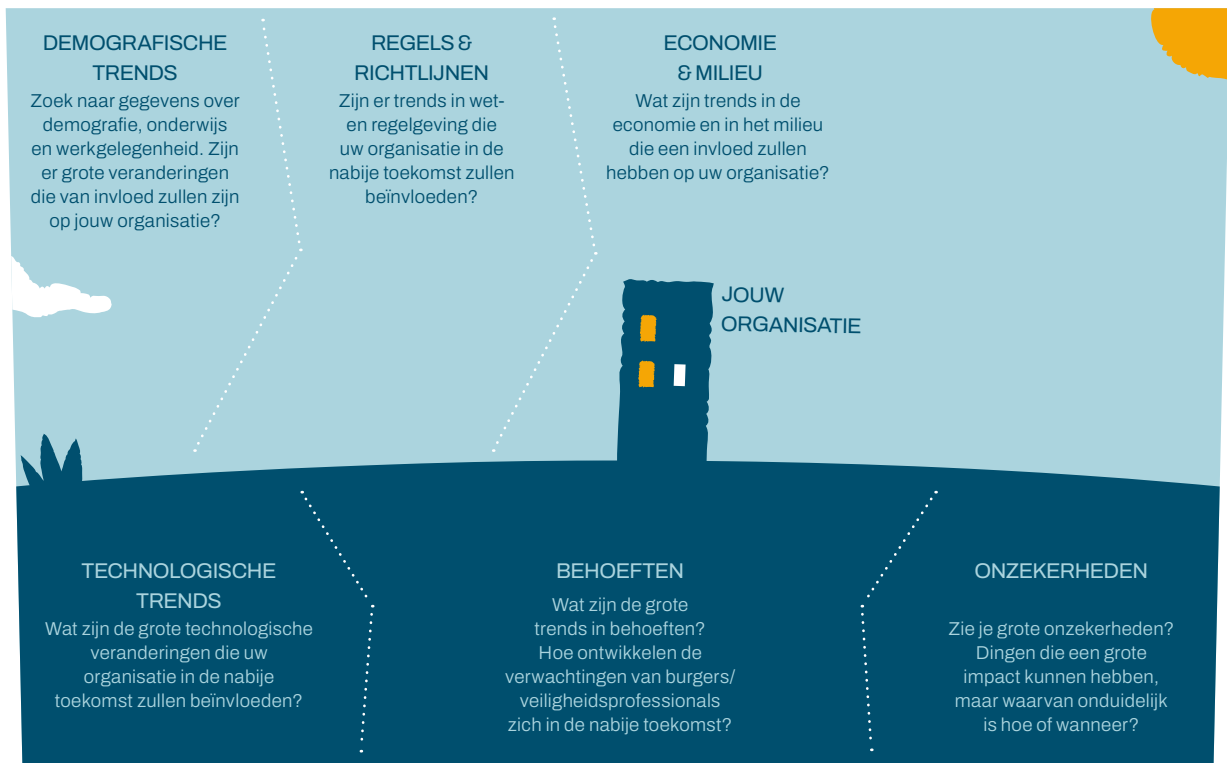 DEMOGRAFISCHE
TRENDS
Zoek naar gegevens over
demografie, onderwijs
en werkgelegenheid. Zijn
er grote veranderingen
die van invloed zullen zijn
op jouw organisatie?
REGELS &
RICHTLIJNEN
Zijn er trends in wet-
en regelgeving die
uw organisatie in de
nabije toekomst zullen
beïnvloeden?
ECONOMIE
& MILIEU
Wat zijn trends in de
economie en in het milieu
die een invloed zullen
hebben op uw organisatie?
JOUW
ORGANISATIE
TECHNOLOGISCHE
TRENDS
Wat zijn de grote technologische
veranderingen die uw
organisatie in de nabije
toekomst zullen beïnvloeden?
BEHOEFTEN
Wat zijn de grote
trends in behoeften?
Hoe ontwikkelen de
verwachtingen van burgers/
veiligheidsprofessionals
zich in de nabije toekomst?
ONZEKERHEDEN
Zie je grote onzekerheden?
Dingen die een grote
impact kunnen hebben,
maar waarvan onduidelijk
is hoe of wanneer?